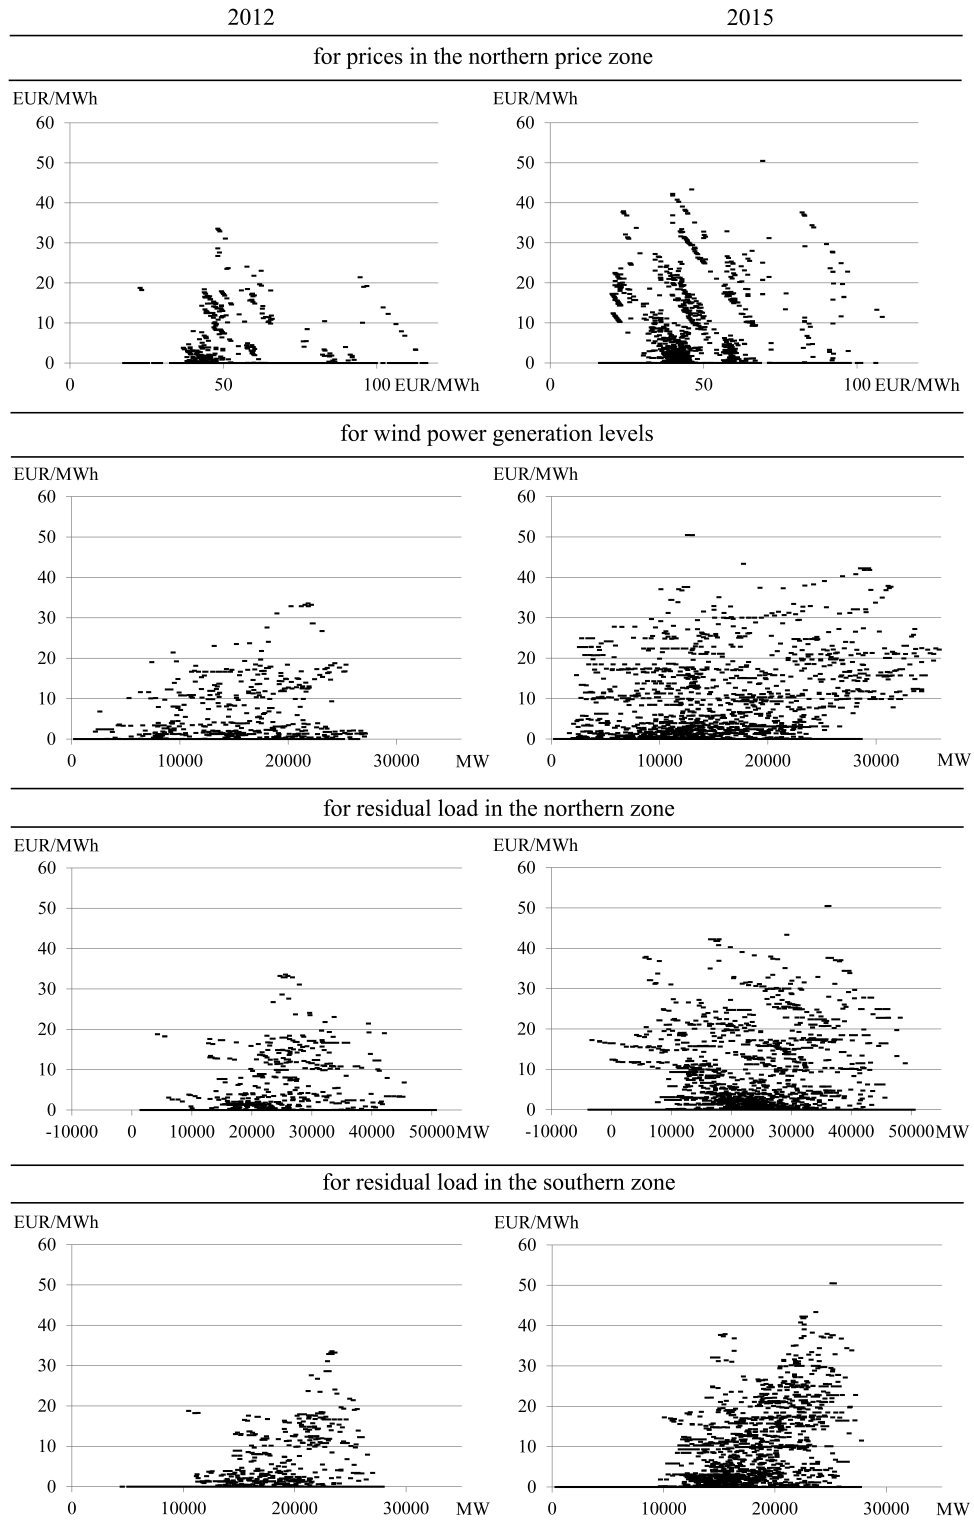 2012 2015
for prices in the northern price zone
EUR/MWh EUR/MWh
60 60
50 50
40 40
30 30
20 20
10 10
0 0
0 50 100 EUR/MWh 0 50 100 EUR/MWh
for wind power generation levels
EUR/MWh EUR/MWh
60 60
50 50
40 40
30 30
20 20
10 10
0 0
0 10000 20000 30000 MW 0 10000 20000 30000 MW
for residual load in the northern zone
EUR/MWh EUR/MWh
60 60
50 50
40 40
30 30
20 20
10 10
0 0
-10000 0 10000 20000 30000 40000 50000 MW -10000 0 10000 20000 30000 40000 50000 MW
for residual load in the southern zone
EUR/MWh EUR/MWh
60 60
50 50
40 40
30 30
20 20
10 10
0 0
0 10000 20000 30000 MW 0 10000 20000 30000 MW